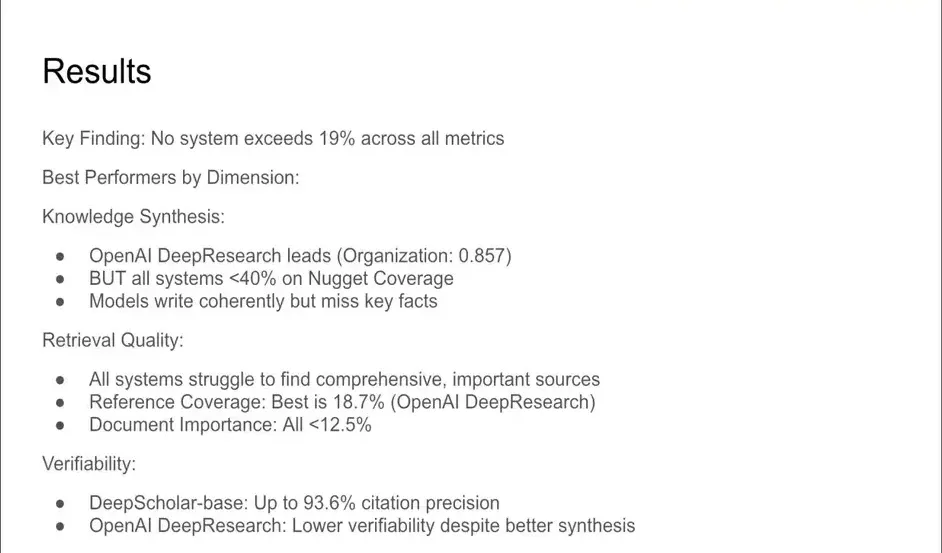 Results
Key Finding: No system exceeds 19% across all metrics
Best Performers by Dimension:
Knowledge Synthesis:
● OpenAI DeepResearch leads (Organization: 0.857)
● BUT all systems <40% on Nugget Coverage
● Models write coherently but miss key facts
Retrieval Quality:
● All systems struggle to find comprehensive, important sources
● Reference Coverage: Best is 18.7% (OpenAI DeepResearch)
● Document Importance: All <12.5%
Verifiability:
● DeepScholar-base: Up to 93.6% citation precision
● OpenAI DeepResearch: Lower verifiability despite better synthesis